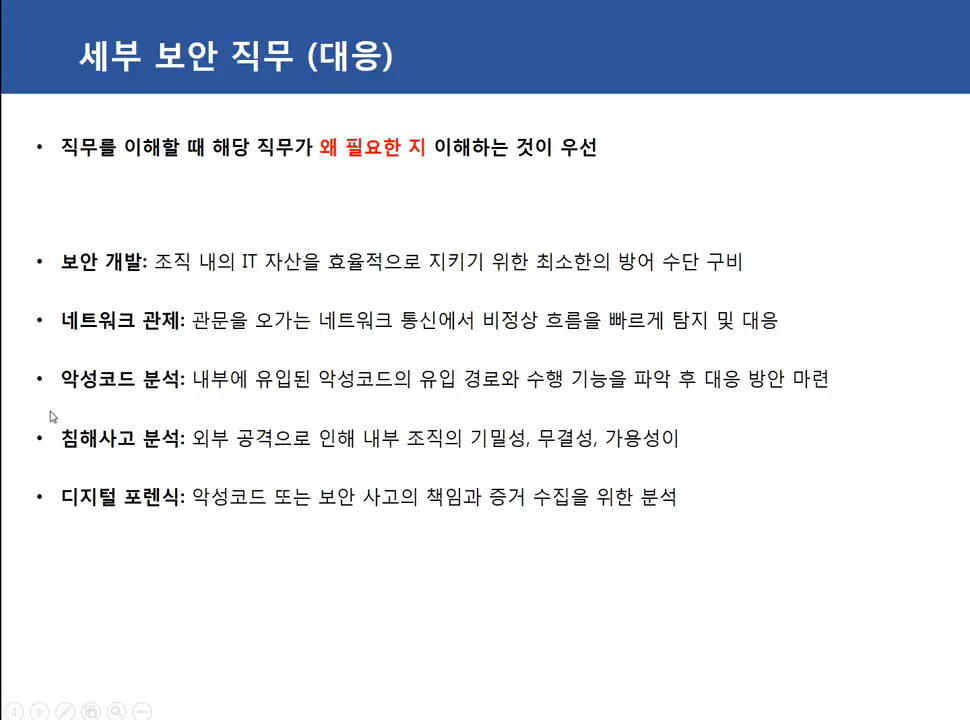 세부 보안 직무 (대응)
• 직무를 이해할 때 해당 직무가 왜 필요한 지 이해하는 것이 우선
• 보안 개발: 조직 내의 IT 자산을 효율적으로 지키기 위한 최소한의 방어 수단 구비
• 네트워크 관제: 관문을 오가는 네트워크 통신에서 비정상 흐름을 빠르게 탐지 및 대응
• 악성코드 분석: 내부에 유입된 악성코드의 유입 경로와 수행 기능을 파악 후 대응 방안 마련
• 침해사고 분석: 외부 공격으로 인해 내부 조직의 기밀성, 무결성, 가용성이
• 디지털 포렌식: 악성코드 또는 보안 사고의 책임과 증거 수집을 위한 분석